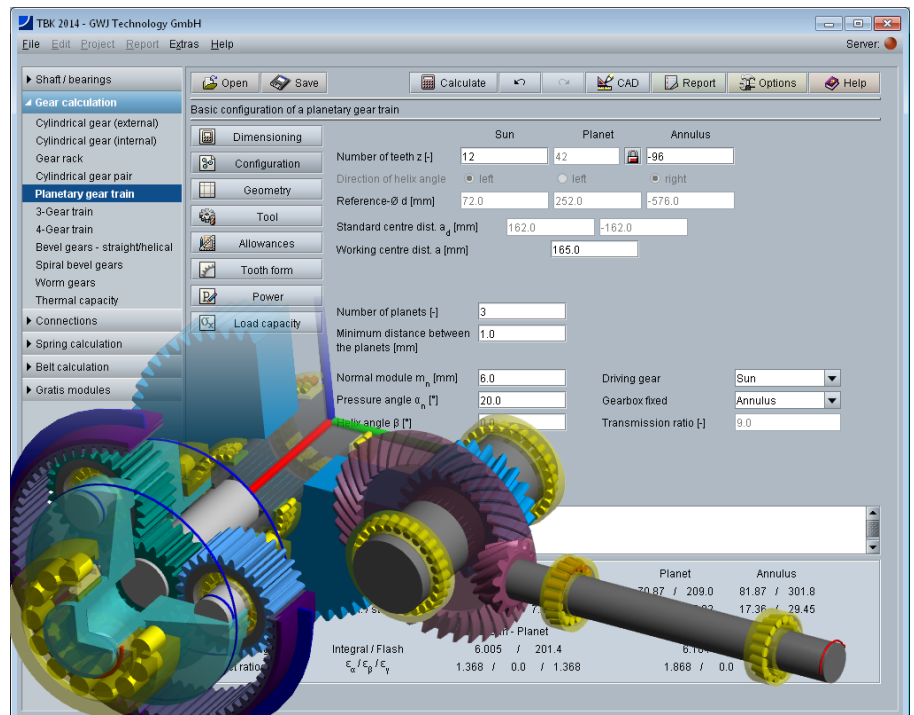 TBK 2014 - GWJ Technology GmbH
File Edit Project Report Extras Help Server:
Shaft / bearings
Gear calculation
Cylindrical gear (external)
Cylindrical gear (internal)
Gear rack
Cylindrical gear pair
Planetary gear train
3-Gear train
4-Gear train
Bevel gears - straight/helical
Spiral bevel gears
Worm gears
Thermal capacity
Connections
Spring calculation
Belt calculation
Gratis modules
Open Save Calculate CAD Report Options Help
Basic configuration of a planetary gear train
Dimensioning
Configuration
Geometry
Tool
Allowances
Tooth form
Power
Load capacity
Sun Planet Annulus
Number of teeth z [-] 12 42 -96
Direction of helix angle left left right
Reference-Ø d [mm] 72.0 252.0 -576.0
Standard centre dist. a_d [mm] 162.0 -162.0
Working centre dist. a [mm] 165.0
Number of planets [-] 3
Minimum distance between 1.0
the planets [mm]
Normal module m_n [mm] 6.0 Driving gear Sun
Pressure angle α_n [°] 20.0 Gearbox fixed Annulus
Helix angle β [°] Transmission ratio [-] 9.0
Planet Annulus
/ 209.0 81.87 / 301.8
17.36 / 29.45
- Planet
Integral / Flash 6.005 / 201.4
ε_α / ε_β / ε_γ 1.368 / 0.0 / 1.368 1.868 / 0.0